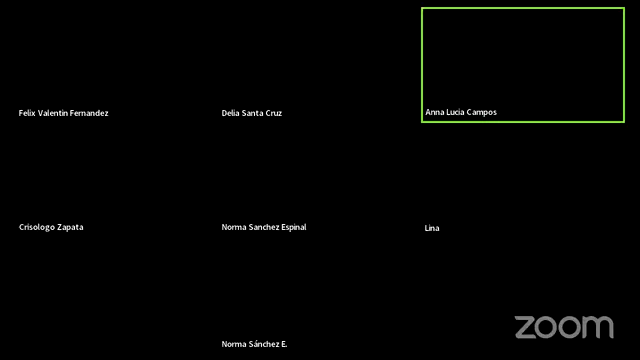 Felix Valentin Fernandez
Delia Santa Cruz
Anna Lucia Campos
Crisologo Zapata
Norma Sanchez Espinal
Lina
Norma Sánchez E.
zoom